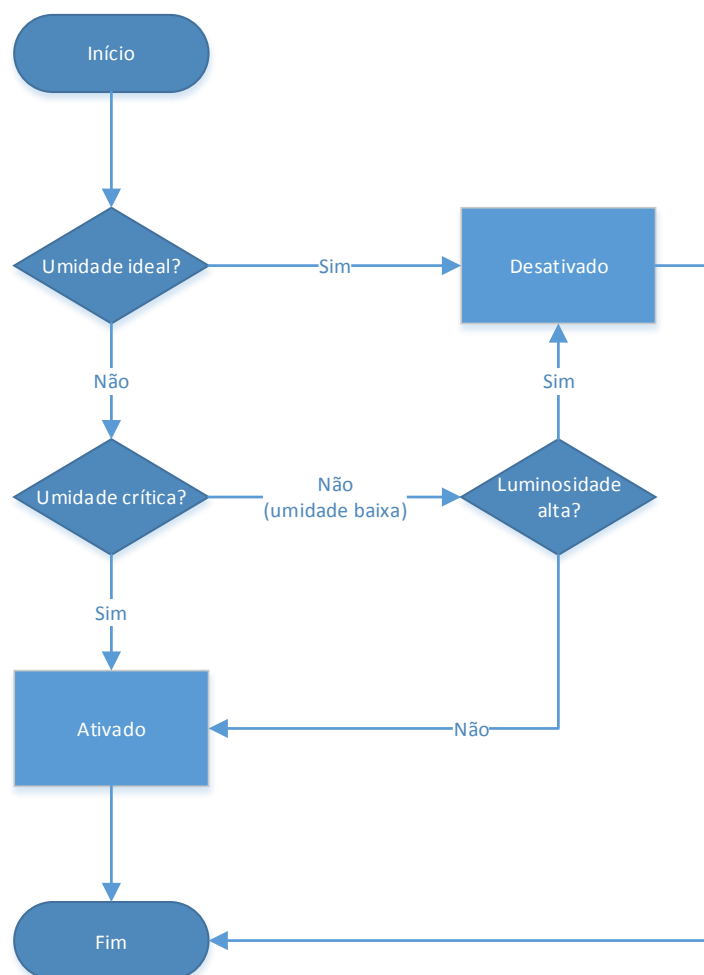 Início
Umidade ideal?
Sim
Desativado
Não
Sim
Umidade crítica?
Não
(umidade baixa)
Luminosidade
alta?
Sim
Ativado
Não
Fim